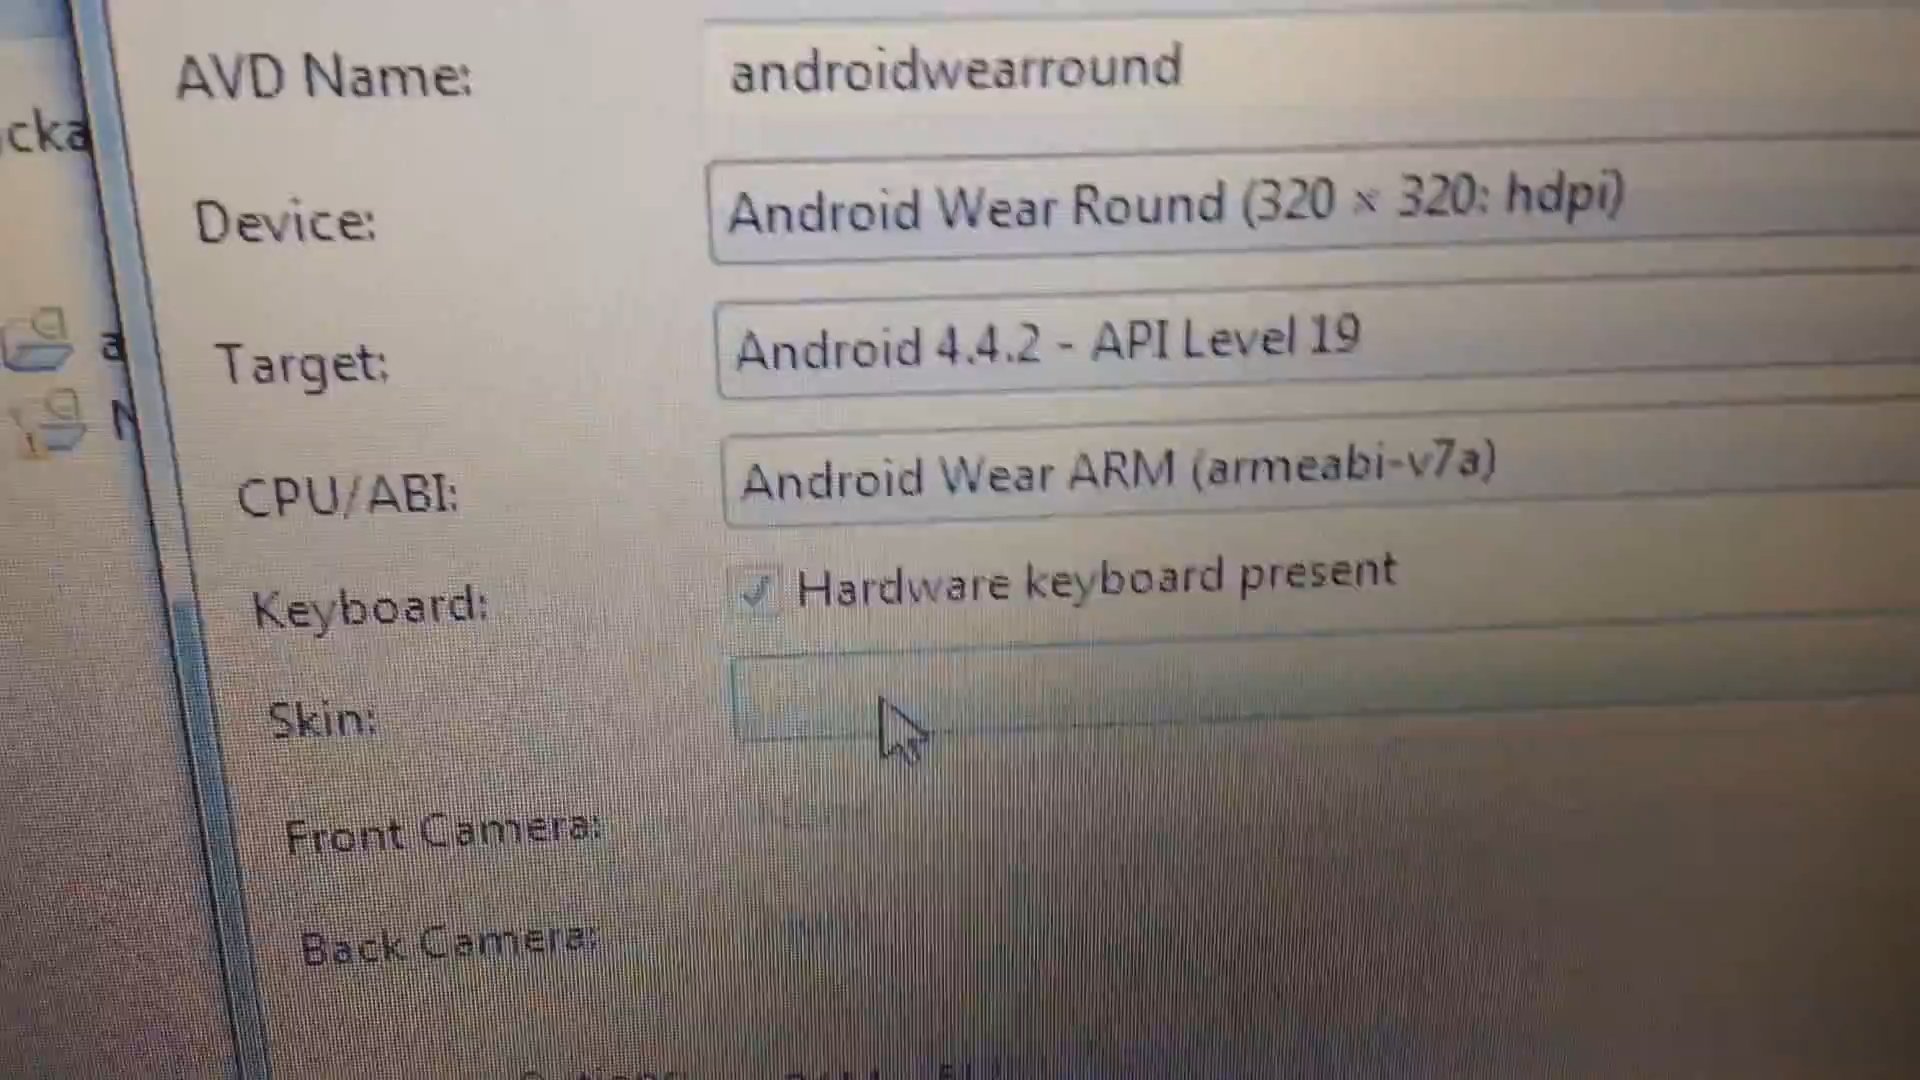 AVD Name: androidwearround
cka
Device: Android Wear Round (320 × 320: hdpi)
Target: Android 4.4.2 - API Level 19
a
CPU/ABI: Android Wear ARM (armeabi-v7a)
Keyboard: Hardware keyboard present
Skin:
Front Camera:
Back Camera: